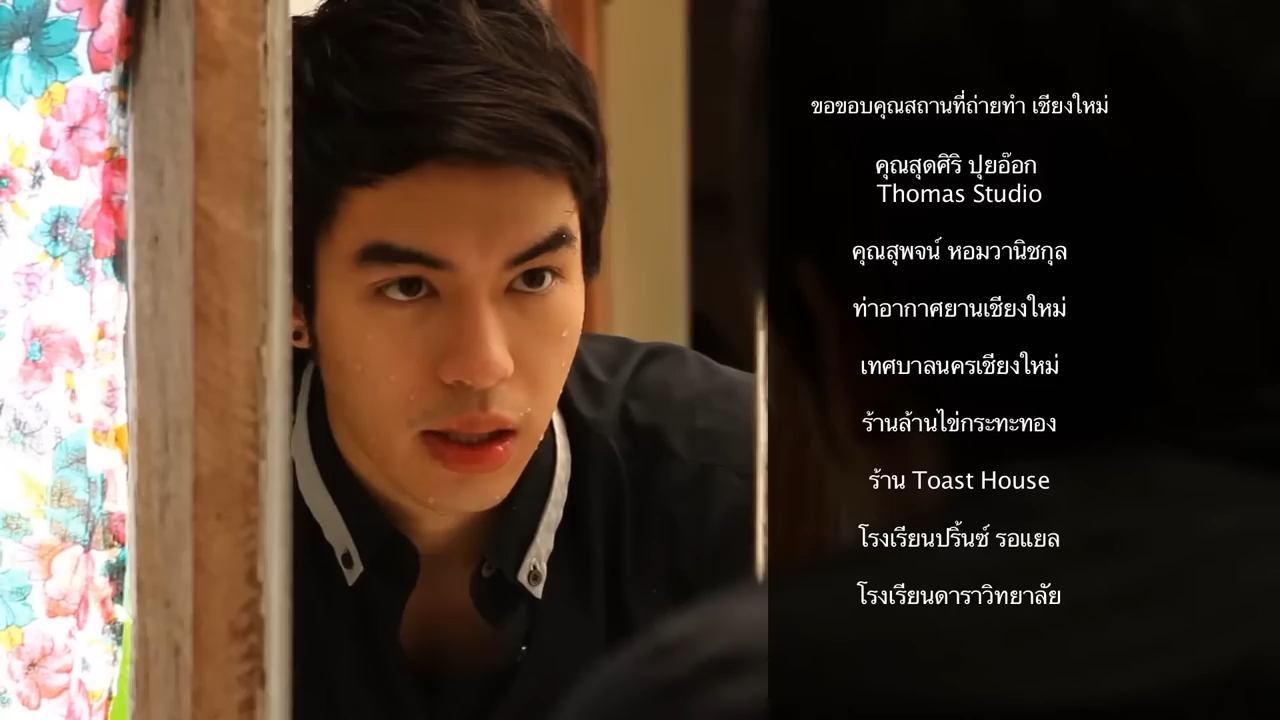 ขอขอบคุณสถานที่ถ่ายทำ เชียงใหม่
คุณสุดศิริ ปุยอ๊อก
Thomas Studio
คุณสุพจน์ หอมวานิชกุล
ท่าอากาศยานเชียงใหม่
เทศบาลนครเชียงใหม่
ร้านล้านไข่กระทะทอง
ร้าน Toast House
โรงเรียนปริ้นซ์ รอแยล
โรงเรียนดาราวิทยาลัย